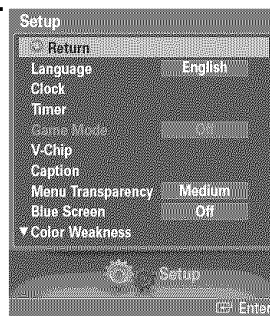 Setup
Return
Language English
Clock
Timer
Game Mode Off
V-Chip
Caption
Menu Transparency Medium
Blue Screen Off
▼Color Weakness
Setup
Enter